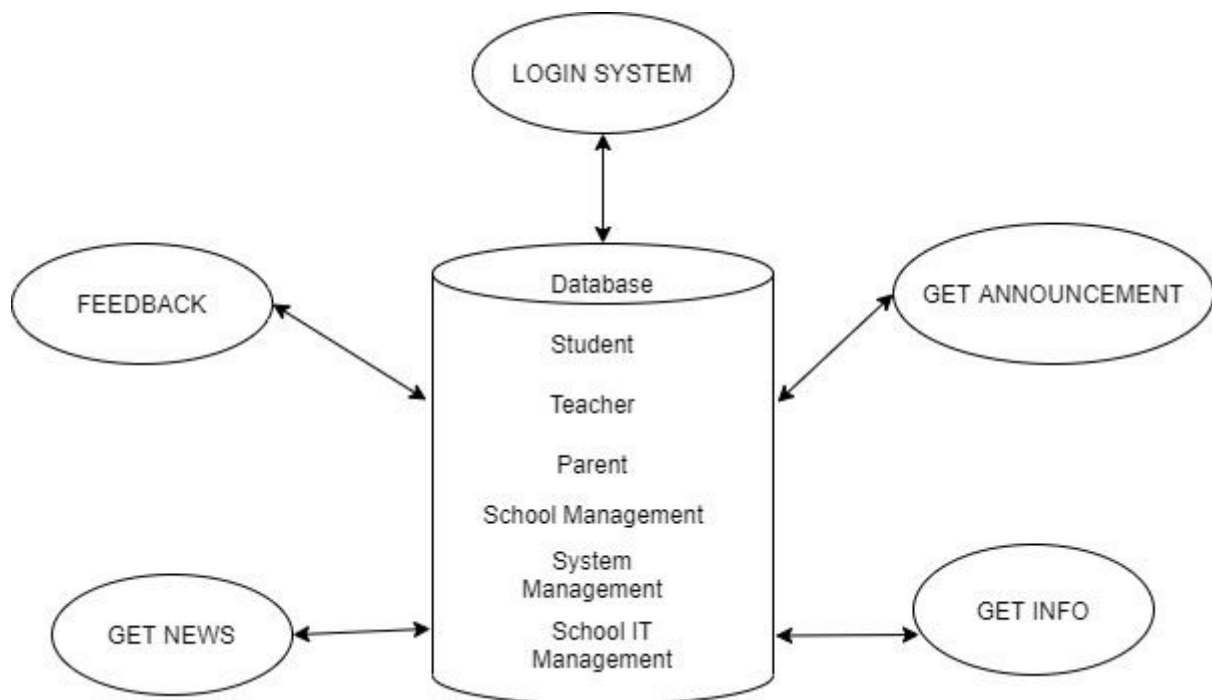 LOGIN SYSTEM
FEEDBACK
Database
GET ANNOUNCEMENT
Student
Teacher
Parent
School Management
System
Management
GET NEWS
School IT
Management
GET INFO